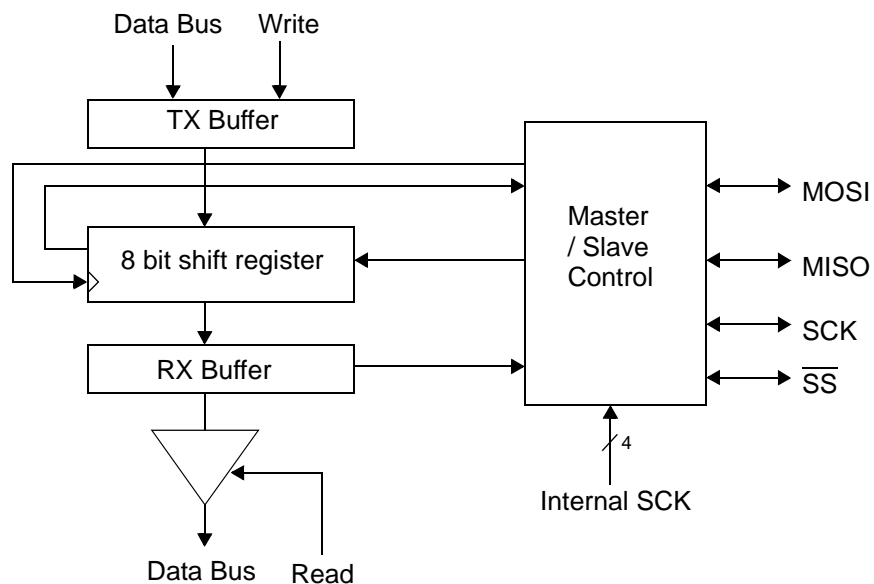 Data Bus
Write
TX Buffer
8 bit shift register
RX Buffer
Data Bus
Read
Master
/ Slave
Control
MOSI
MISO
SCK
SS
4
Internal SCK